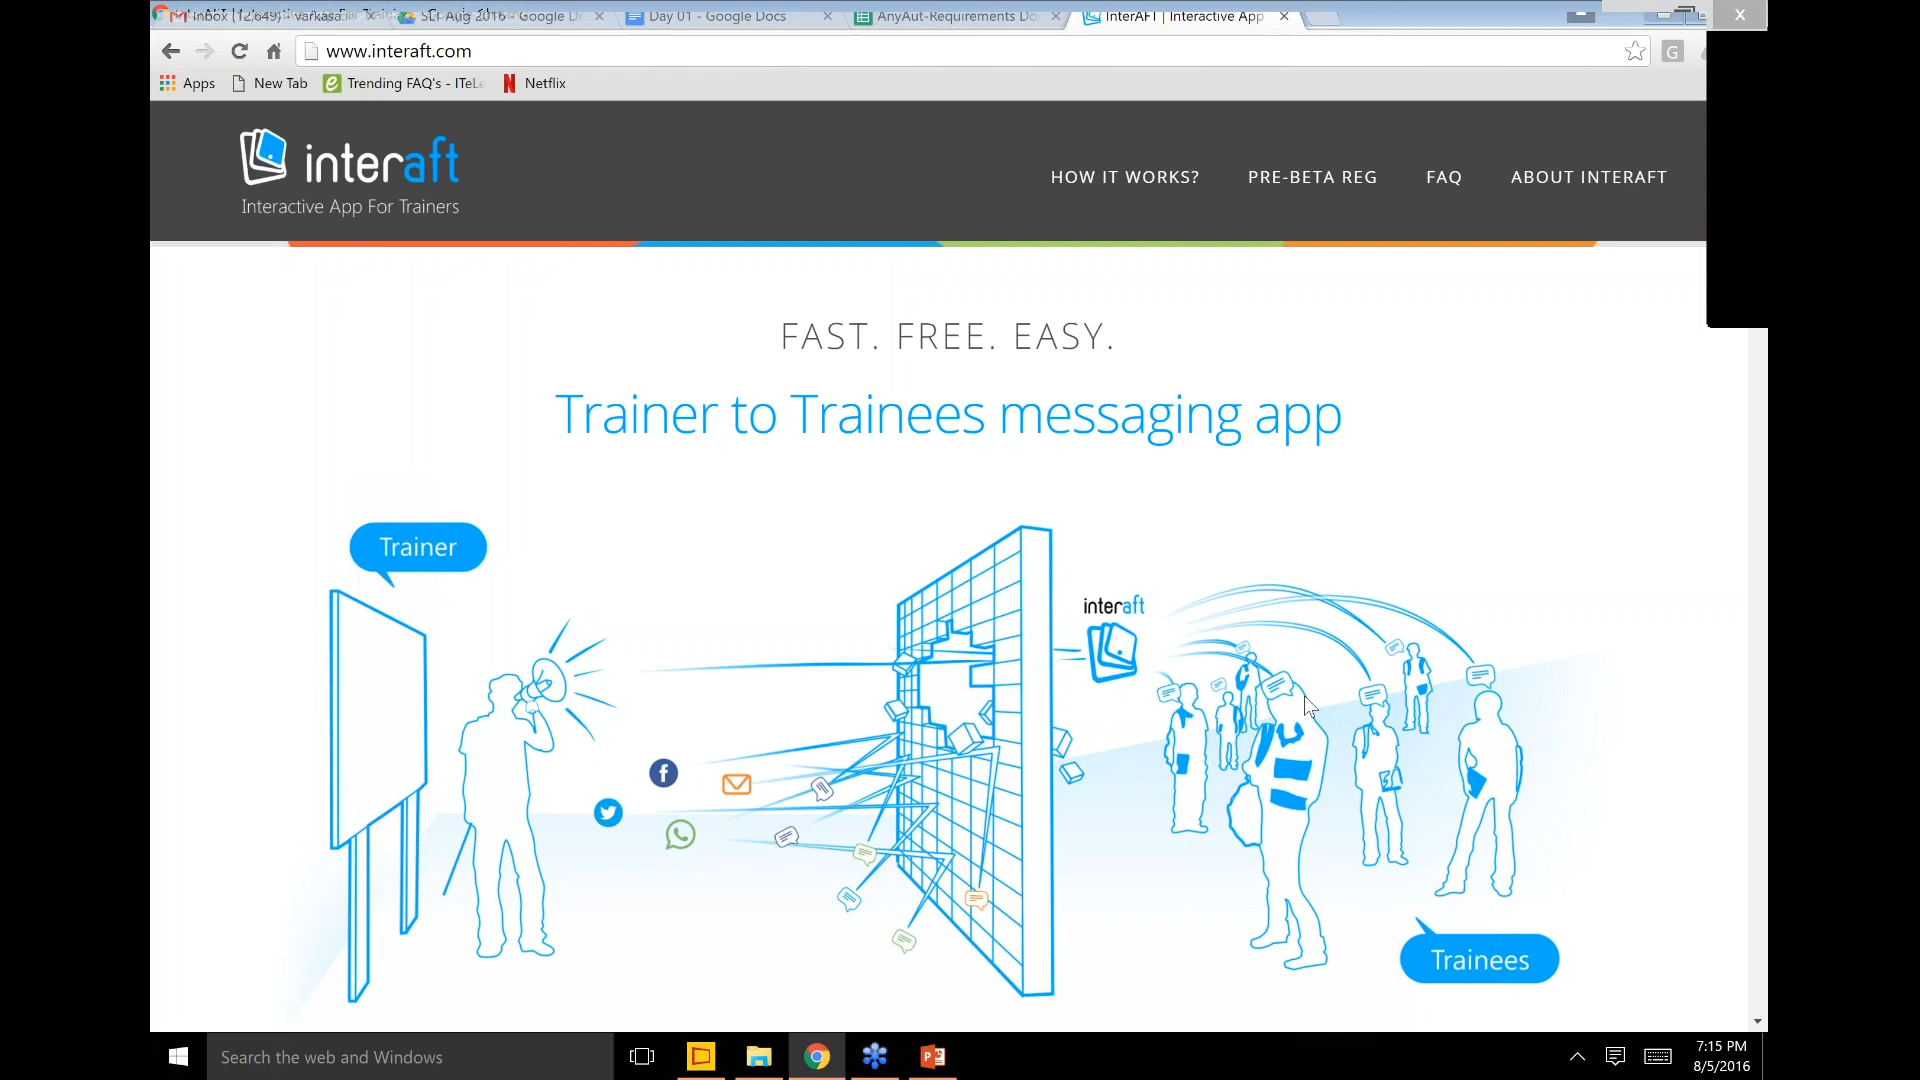 Inbox (12,649)
SL Aug 2016 - Google Dr
Day 01 - Google Docs
AnyAut-Requirements Do
InterAFT | Interactive App
X
www.interaft.com
G
Apps
New Tab
Trending FAQ's - ITeLe
Netflix
interaft
Interactive App For Trainers
HOW IT WORKS?
PRE-BETA REG
FAQ
ABOUT INTERAFT
FAST. FREE. EASY.
Trainer to Trainees messaging app
Trainer
interaft
Trainees
Search the web and Windows
7:15 PM
8/5/2016